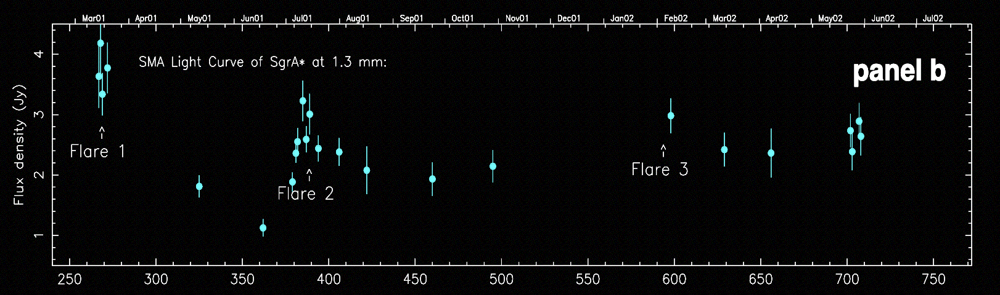 Mar01 Apr01 May01 Jun01 Jul01 Aug01 Sep01 Oct01 Nov01 Dec01 Jan02 Feb02 Mar02 Apr02 May02 Jun02 Jul02
SMA Light Curve of SgrA* at 1.3 mm:
panel b
Flux density (Jy)
4
3
2
1
Flare 1
Flare 2
Flare 3
250 300 350 400 450 500 550 600 650 700 750